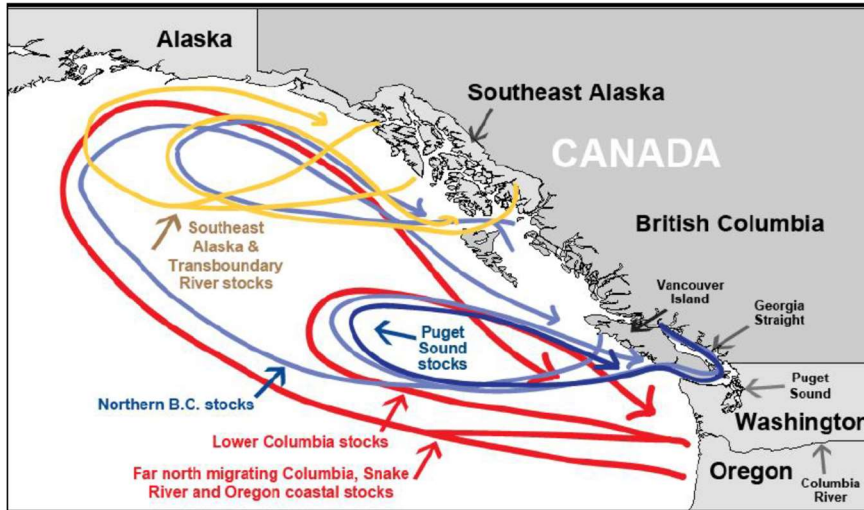 Alaska
Southeast Alaska
CANADA
British Columbia
Southeast
Alaska &
Transboundary
River stocks
Vancouver
Island
Georgia
Straight
Puget
Sound
stocks
Northern B.C. stocks
Puget
Sound
Washington
Lower Columbia stocks
Far north migrating Columbia, Snake
River and Oregon coastal stocks
Oregon
Columbia
River